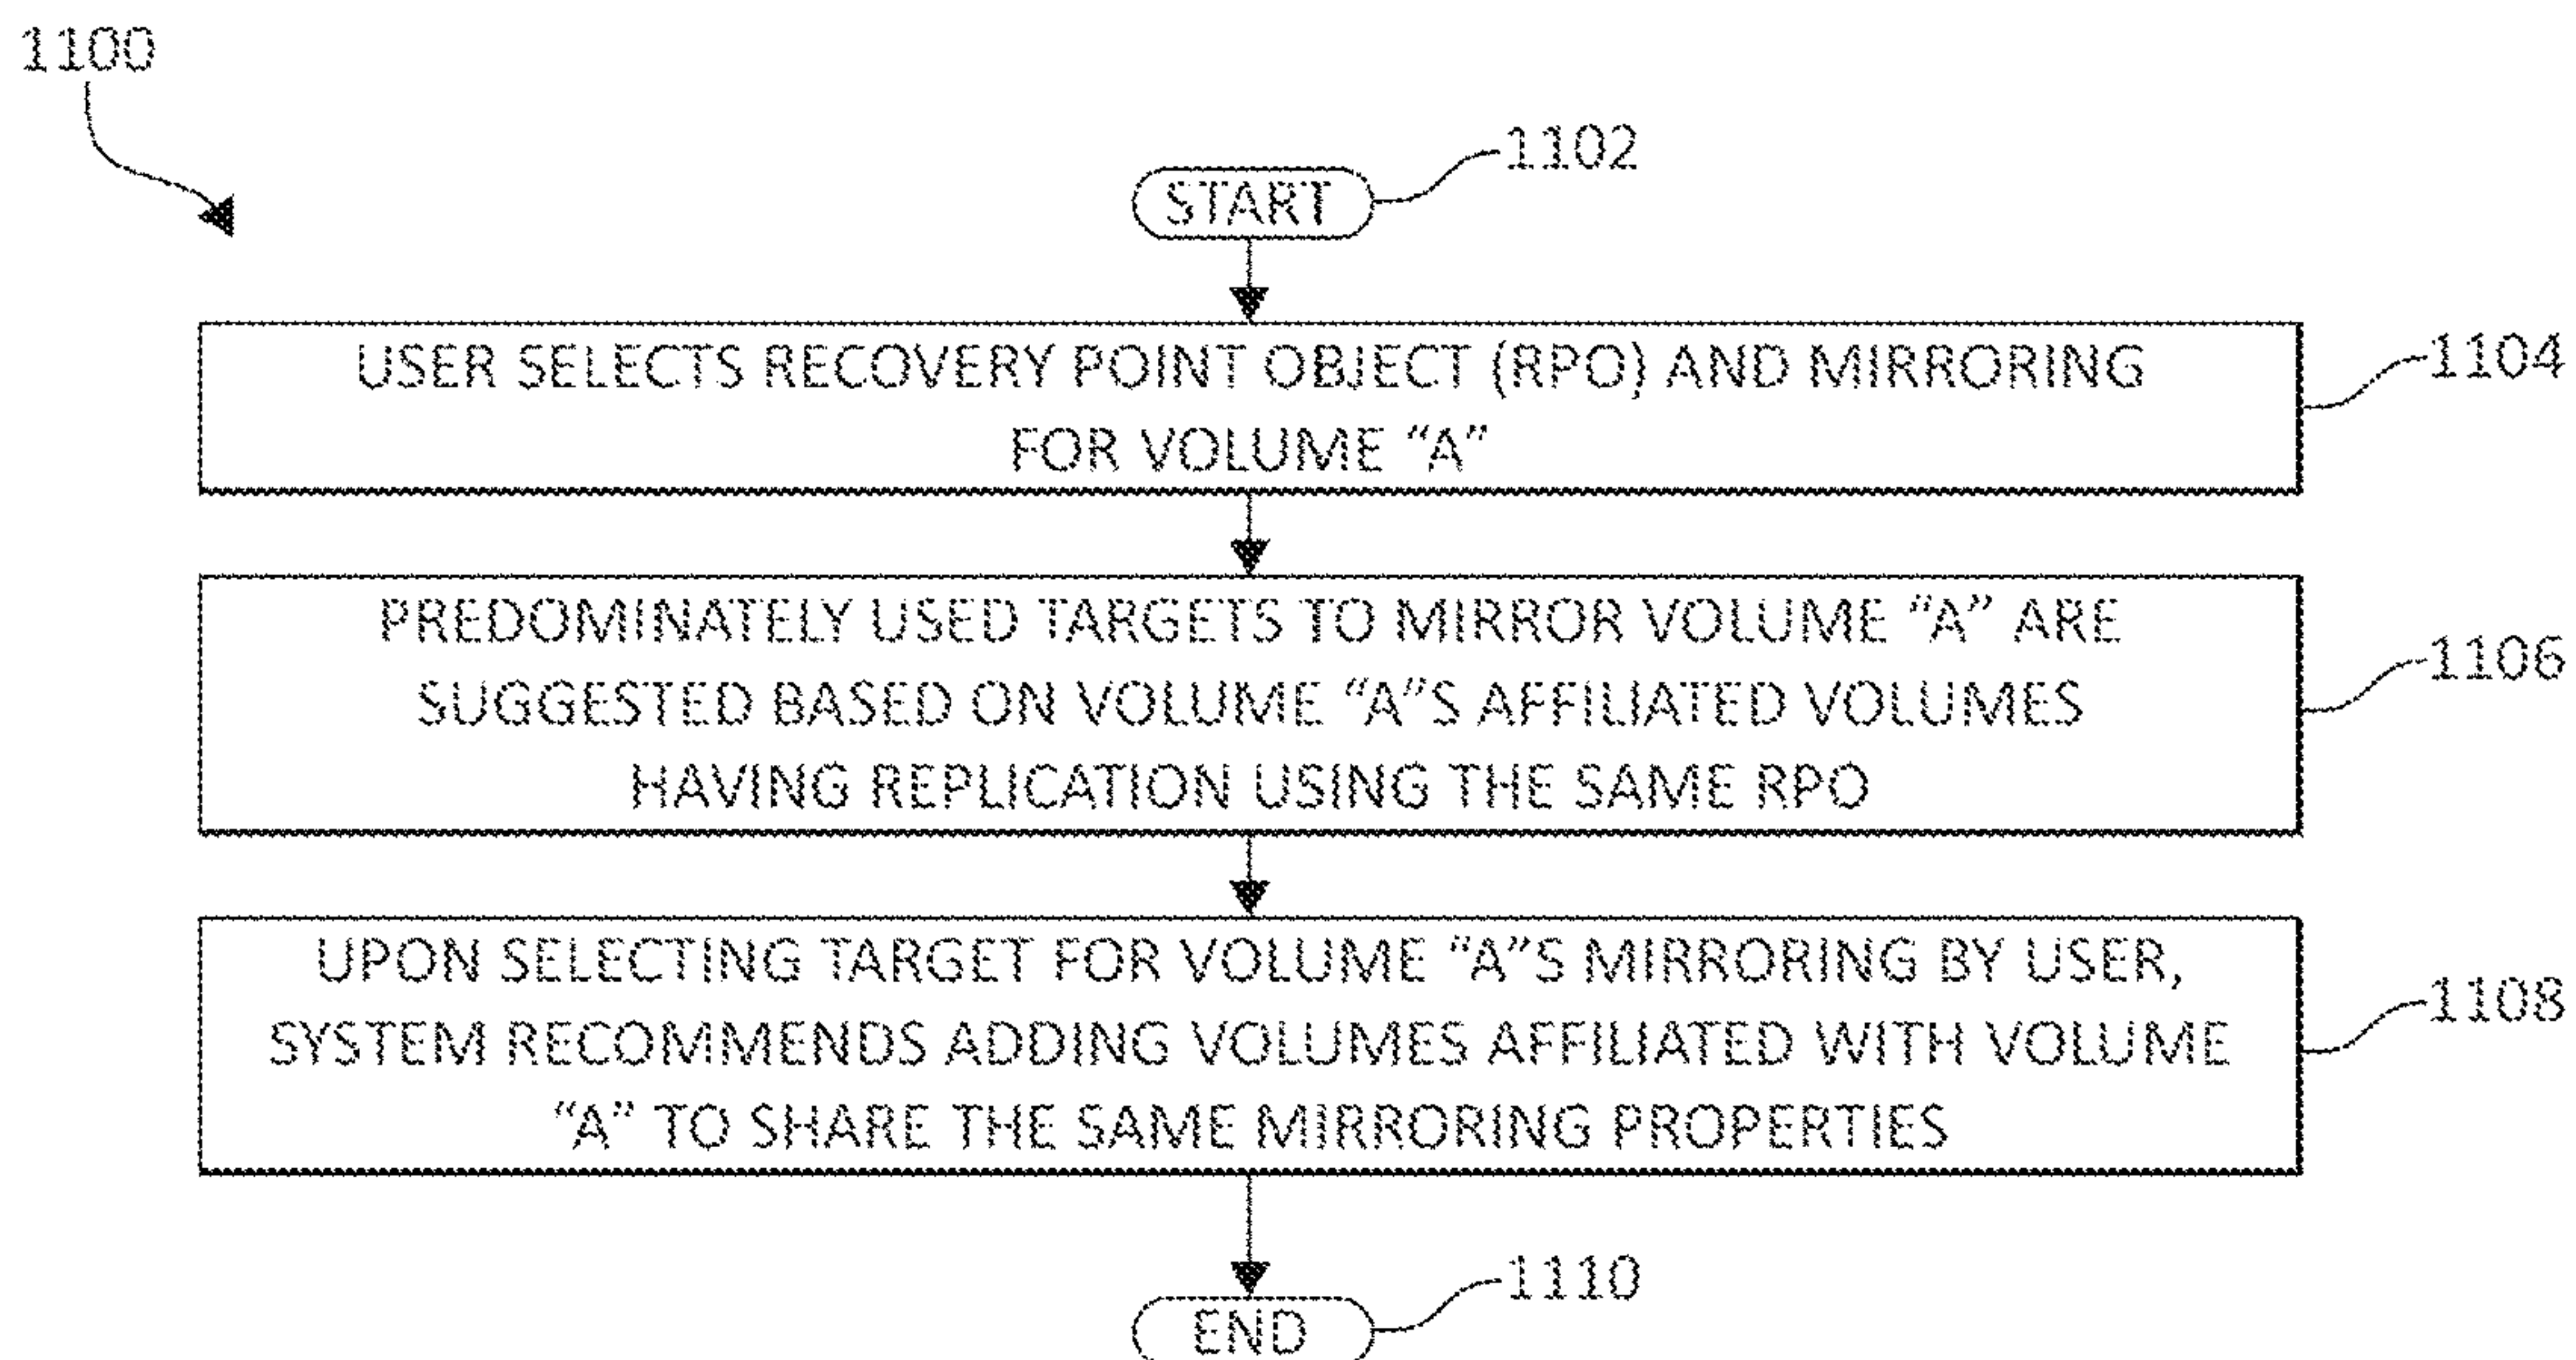 1100
1102
START
USER SELECTS RECOVERY POINT OBJECT (RPO) AND MIRRORING
FOR VOLUME “A”
1104
PREDOMINATELY USED TARGETS TO MIRROR VOLUME “A” ARE
SUGGESTED BASED ON VOLUME “A”S AFFILIATED VOLUMES
HAVING REPLICATION USING THE SAME RPO
1106
UPON SELECTING TARGET FOR VOLUME “A”S MIRRORING BY USER,
SYSTEM RECOMMENDS ADDING VOLUMES AFFILIATED WITH VOLUME
“A” TO SHARE THE SAME MIRRORING PROPERTIES
1108
1110
END